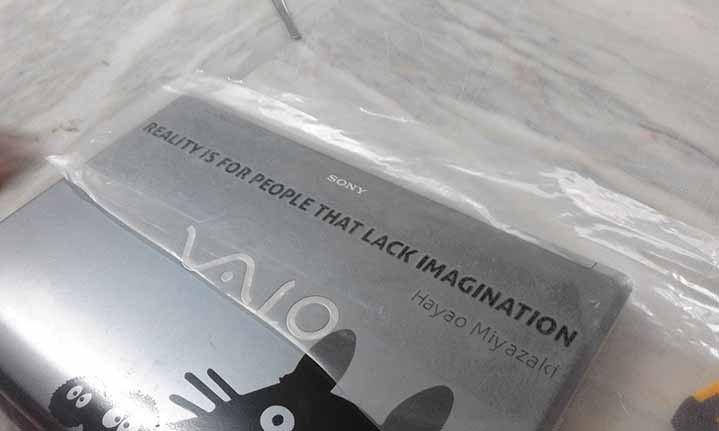 SONY
REALITY IS FOR PEOPLE THAT LACK IMAGINATION
Hayao Miyazaki
VAIO